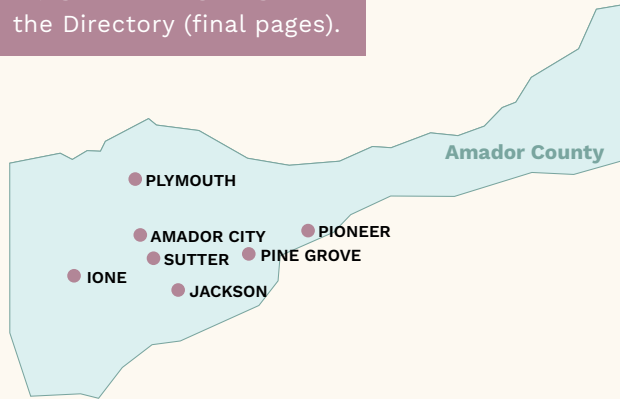 the Directory (final pages).
Amador County
PLYMOUTH
PIONEER
AMADOR CITY
PINE GROVE
SUTTER
IONE
JACKSON